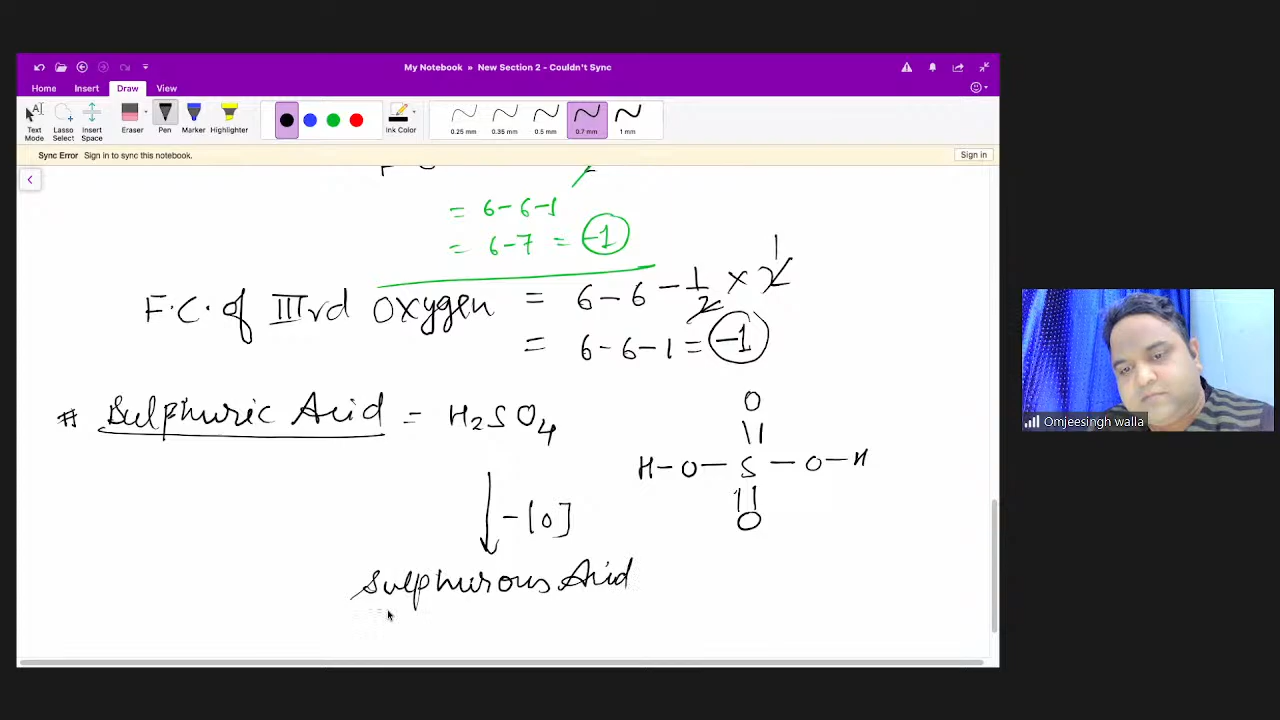 My Notebook » New Section 2 - Couldn't Sync
Home Insert Draw View
Text Mode
Lasso Select
Insert Space
Eraser
Pen
Marker
Highlighter
Ink Color
0.25 mm
0.35 mm
0.5 mm
0.7 mm
1 mm
Sync Error Sign in to sync this notebook.
Sign in
= 6-6-1
= 6-7 = -1
F.C. of IIIrd Oxygen = 6-6-1/2 × 2 1
= 6-6-1 = -1
# Sulphuric Acid = H2SO4
O
H-O-S-O-H
O
-[O]
Sulphurous Acid
Omjeesingh walla